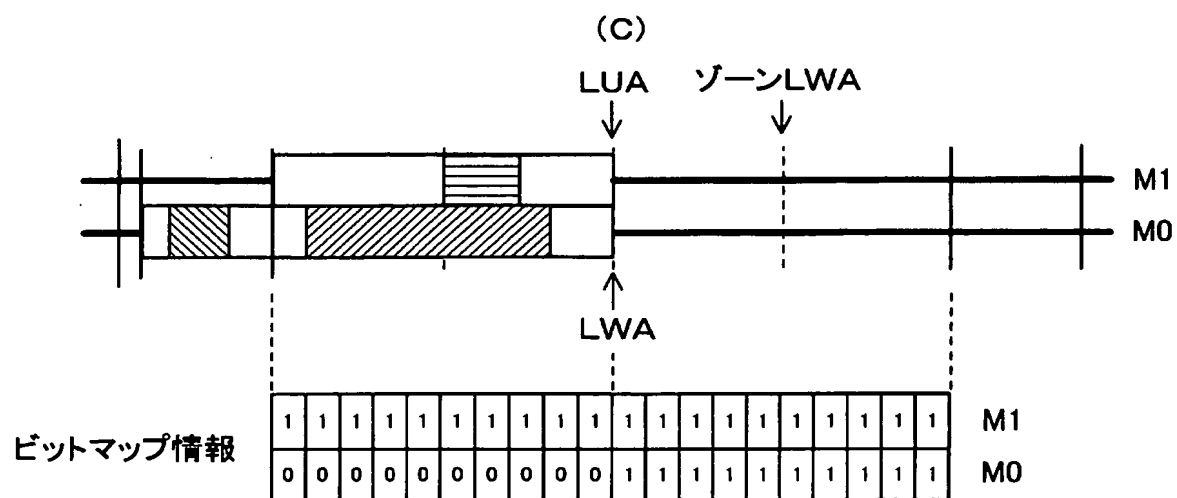 (C)
LUA ゾーンLWA
M1
M0
LWA
1 1 1 1 1 1 1 1 1 1 1 1 1 1 1 1 1 1 1 1 M1
ビットマップ情報
0 0 0 0 0 0 0 0 0 0 1 1 1 1 1 1 1 1 1 1 M0